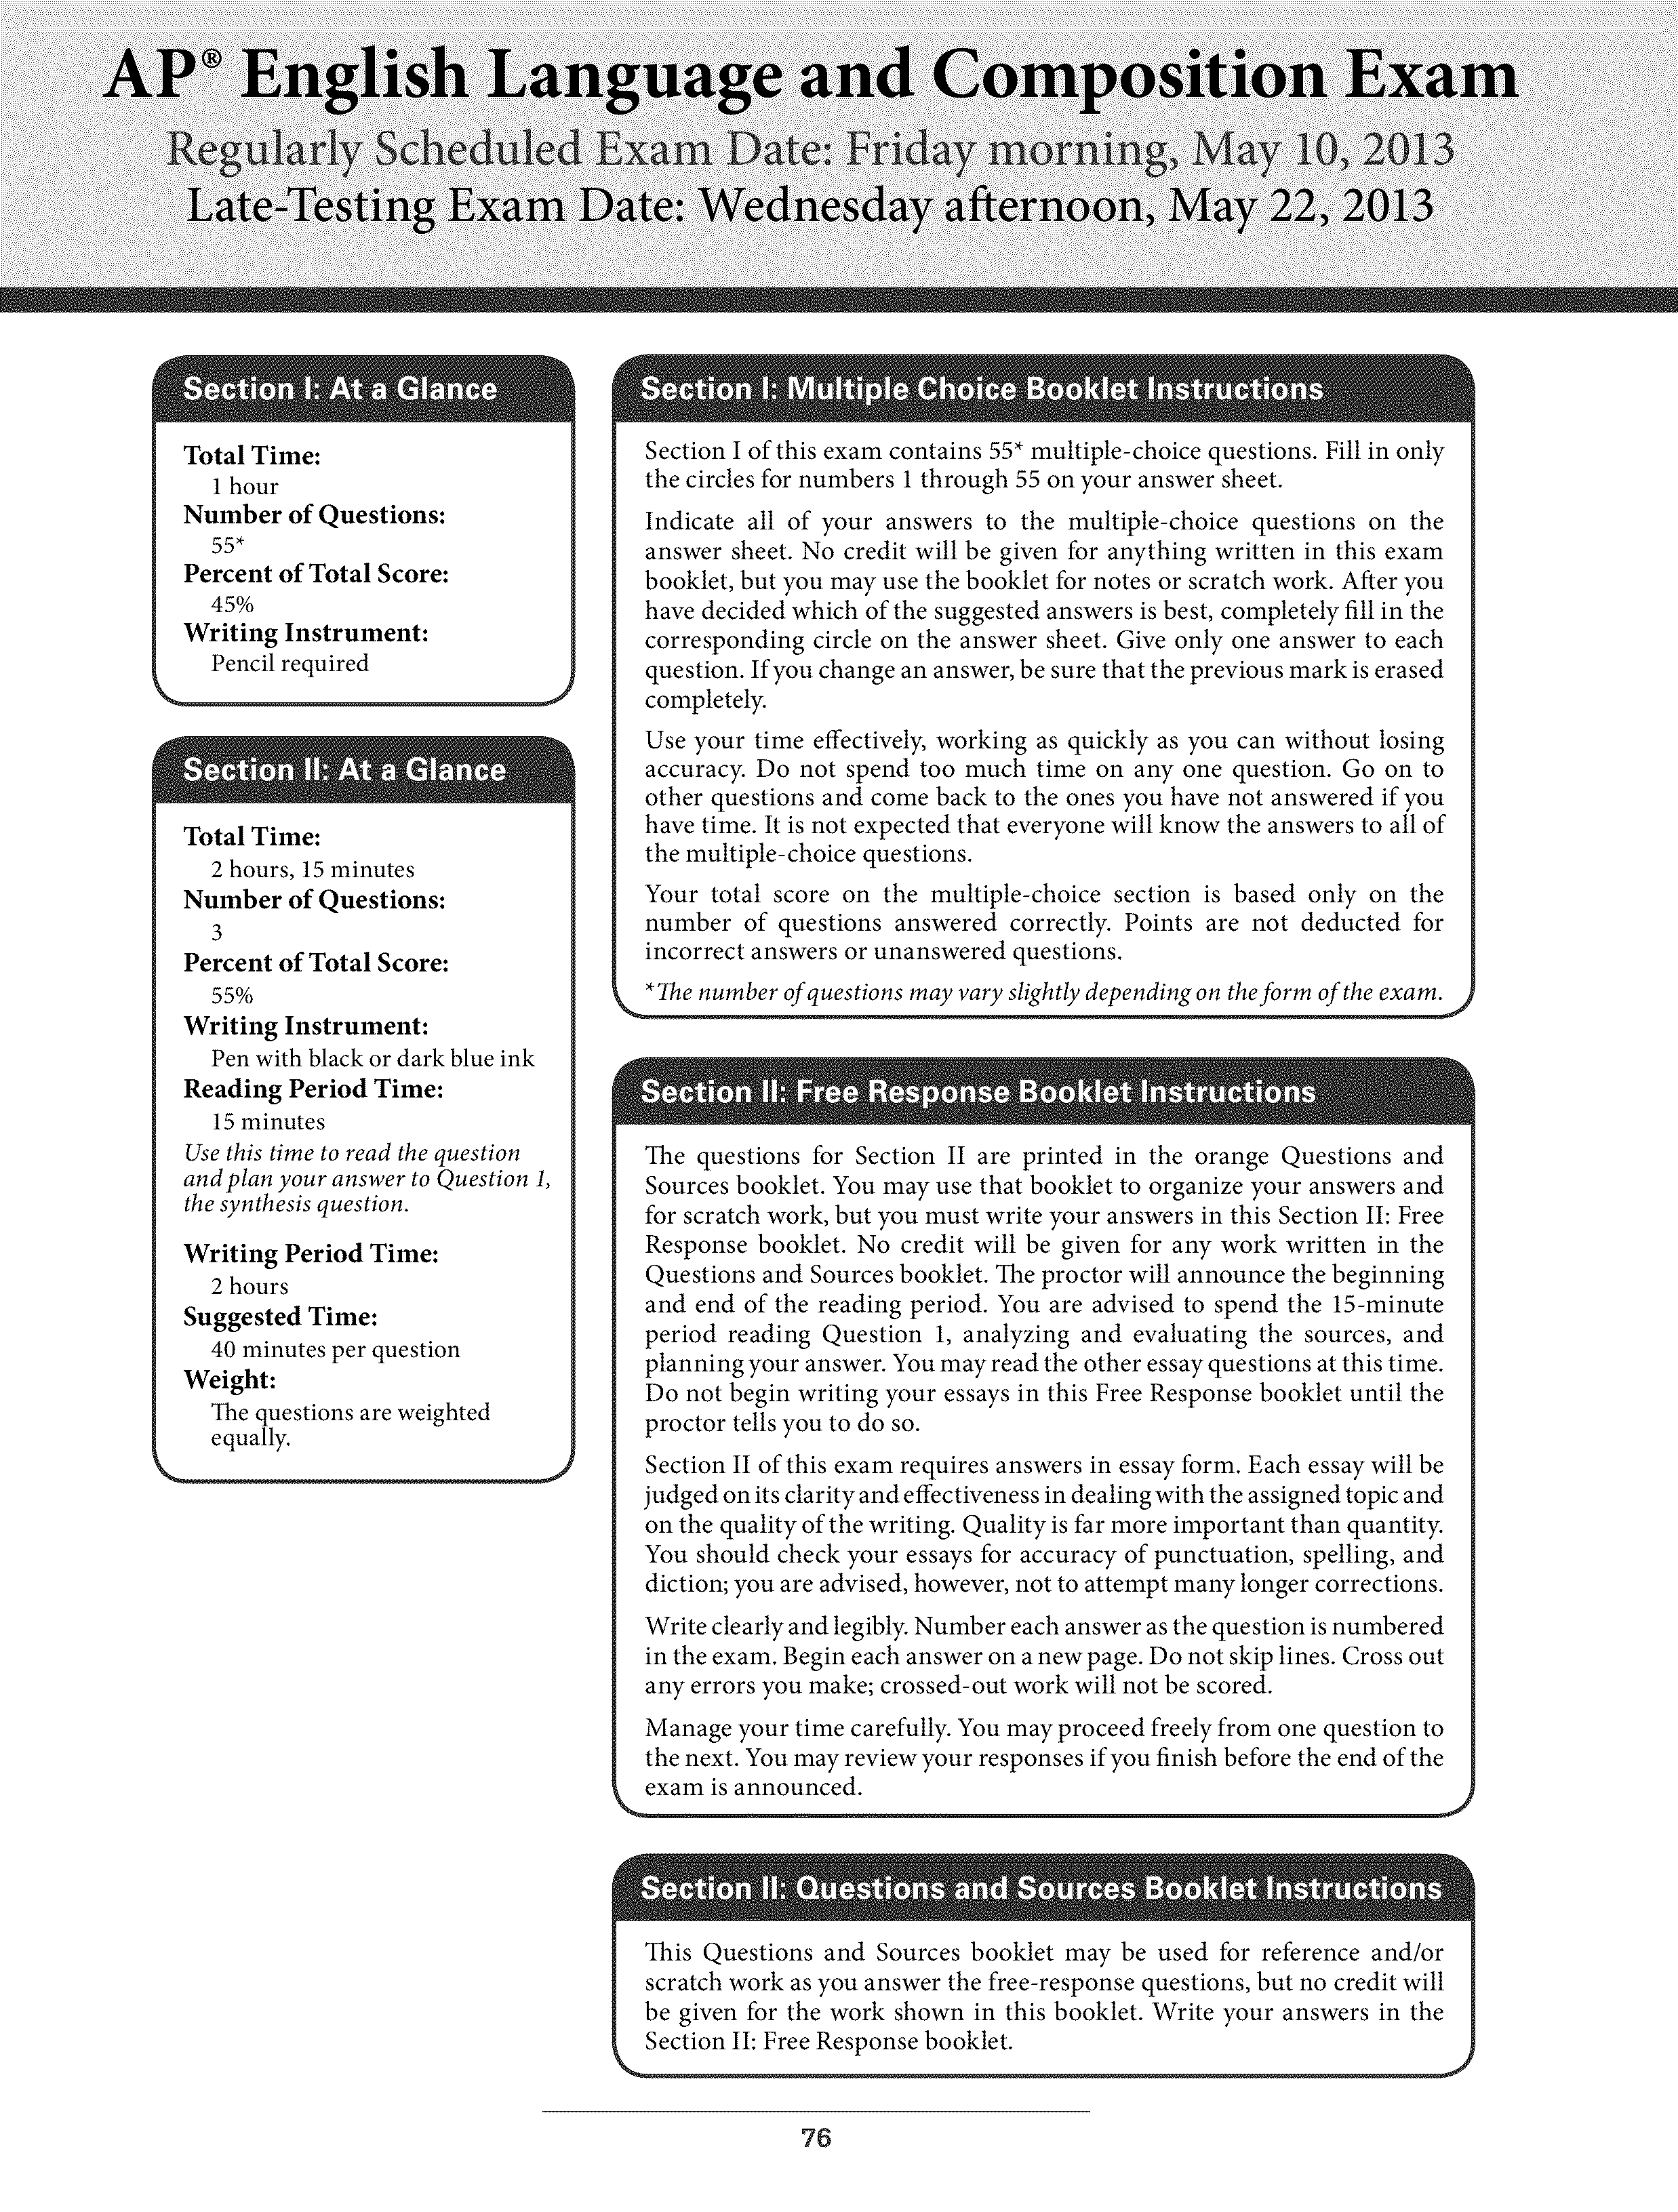 AP® English Language and Composition Exam
Regularly Scheduled Exam Date: Friday morning, May 10, 2013
Late-Testing Exam Date: Wednesday afternoon, May 22, 2013
Section I: At a Glance
Total Time:
1 hour
Number of Questions:
55*
Percent of Total Score:
45%
Writing Instrument:
Pencil required
Section II: At a Glance
Total Time:
2 hours, 15 minutes
Number of Questions:
3
Percent of Total Score:
55%
Writing Instrument:
Pen with black or dark blue ink
Reading Period Time:
15 minutes
Use this time to read the question
and plan your answer to Question 1,
the synthesis question.
Writing Period Time:
2 hours
Suggested Time:
40 minutes per question
Weight:
The questions are weighted
equally.
Section I: Multiple Choice Booklet Instructions
Section I of this exam contains 55* multiple-choice questions. Fill in only
the circles for numbers 1 through 55 on your answer sheet.
Indicate all of your answers to the multiple-choice questions on the
answer sheet. No credit will be given for anything written in this exam
booklet, but you may use the booklet for notes or scratch work. After you
have decided which of the suggested answers is best, completely fill in the
corresponding circle on the answer sheet. Give only one answer to each
question. If you change an answer, be sure that the previous mark is erased
completely.
Use your time effectively, working as quickly as you can without losing
accuracy. Do not spend too much time on any one question. Go on to
other questions and come back to the ones you have not answered if you
have time. It is not expected that everyone will know the answers to all of
the multiple-choice questions.
Your total score on the multiple-choice section is based only on the
number of questions answered correctly. Points are not deducted for
incorrect answers or unanswered questions.
*The number of questions may vary slightly depending on the form of the exam.
Section II: Free Response Booklet Instructions
The questions for Section II are printed in the orange Questions and
Sources booklet. You may use that booklet to organize your answers and
for scratch work, but you must write your answers in this Section II: Free
Response booklet. No credit will be given for any work written in the
Questions and Sources booklet. The proctor will announce the beginning
and end of the reading period. You are advised to spend the 15-minute
period reading Question 1, analyzing and evaluating the sources, and
planning your answer. You may read the other essay questions at this time.
Do not begin writing your essays in this Free Response booklet until the
proctor tells you to do so.
Section II of this exam requires answers in essay form. Each essay will be
judged on its clarity and effectiveness in dealing with the assigned topic and
on the quality of the writing. Quality is far more important than quantity.
You should check your essays for accuracy of punctuation, spelling, and
diction; you are advised, however, not to attempt many longer corrections.
Write clearly and legibly. Number each answer as the question is numbered
in the exam. Begin each answer on a new page. Do not skip lines. Cross out
any errors you make; crossed-out work will not be scored.
Manage your time carefully. You may proceed freely from one question to
the next. You may review your responses if you finish before the end of the
exam is announced.
Section II: Questions and Sources Booklet Instructions
This Questions and Sources booklet may be used for reference and/or
scratch work as you answer the free-response questions, but no credit will
be given for the work shown in this booklet. Write your answers in the
Section II: Free Response booklet.
76